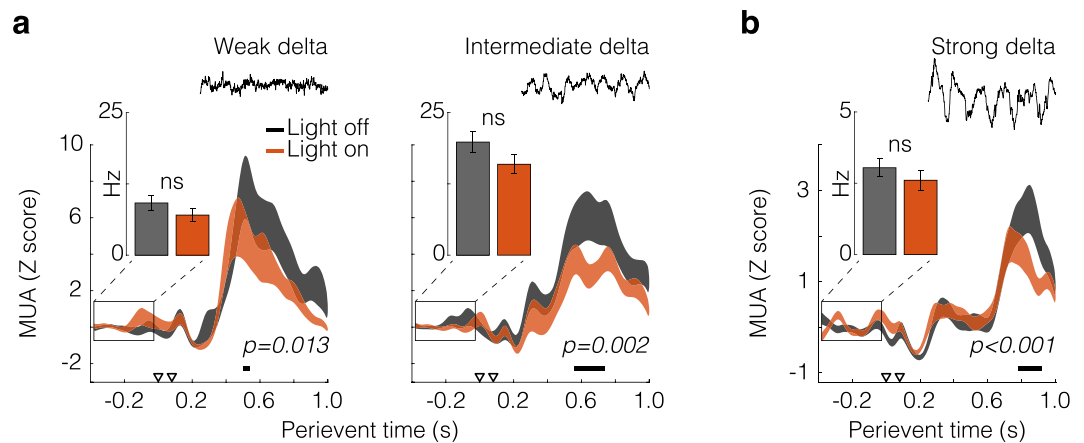 a
Weak delta
25
Hz
0
ns
Light off
Light on
10
6
2
-2
MUA (Z score)
p=0.013
-0.2
0.2
0.6
1.0
Perievent time (s)
Intermediate delta
25
0
ns
p=0.002
-0.2
0.2
0.6
1.0
Perievent time (s)
b
Strong delta
5
Hz
0
ns
3
1
-1
MUA (Z score)
p<0.001
-0.2
0.2
0.6
1.0
Perievent time (s)